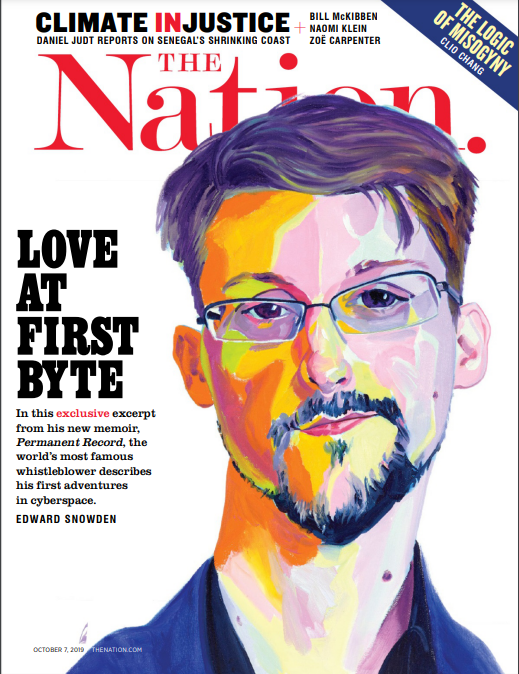 CLIMATE INJUSTICE
DANIEL JUDT REPORTS ON SENEGAL'S SHRINKING COAST
+
BILL McKIBBEN
NAOMI KLEIN
ZOË CARPENTER
THE LOGIC
OF MISOGYNY
CLIO CHANG
THE
Nation.
LOVE
AT
FIRST
BYTE
In this exclusive excerpt
from his new memoir,
Permanent Record, the
world's most famous
whistleblower describes
his first adventures
in cyberspace.
EDWARD SNOWDEN
OCTOBER 7, 2019 THENATION.COM